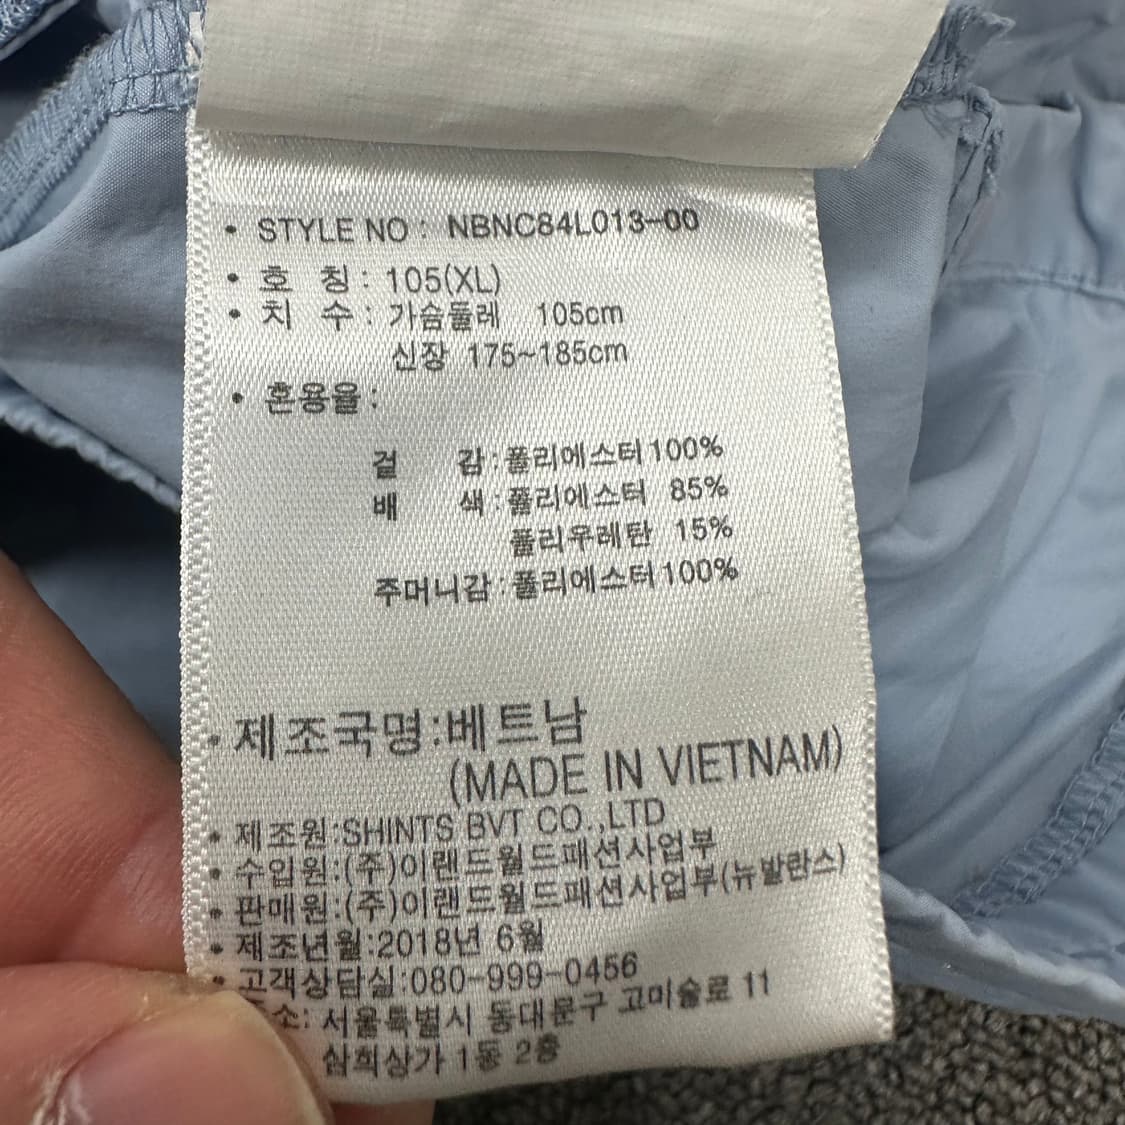 • STYLE NO : NBNC84L013-00
• 호 칭 : 105(XL)
• 치 수 : 가슴둘레 105cm
신장 175~185cm
• 혼용율 :
겉 감 : 폴리에스터 100%
배 색 : 폴리에스터 85%
폴리우레탄 15%
주머니감 : 폴리에스터 100%
• 제조국명:베트남
(MADE IN VIETNAM)
• 제조원:SHINTS BVT CO.,LTD
• 수입원:(주)이랜드월드패션사업부
• 판매원:(주)이랜드월드패션사업부(뉴발란스)
• 제조년월:2018년 6월
• 고객상담실:080-999-0456
소: 서울특별시 동대문구 고미술로 11
삼희상가 1동 2층